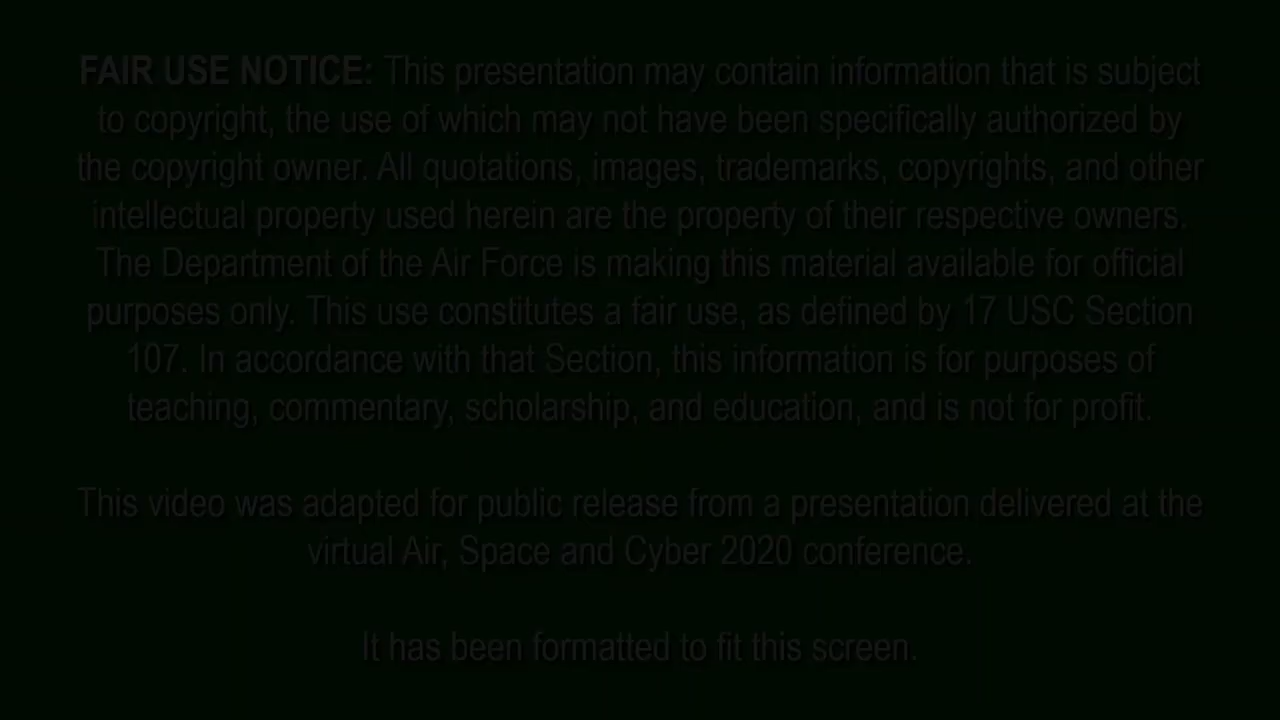 FAIR USE NOTICE: This presentation may contain information that is subject
to copyright, the use of which may not have been specifically authorized by
the copyright owner. All quotations, images, trademarks, copyrights, and other
intellectual property used herein are the property of their respective owners.
The Department of the Air Force is making this material available for official
purposes only. This use constitutes a fair use, as defined by 17 USC Section
107. In accordance with that Section, this information is for purposes of
teaching, commentary, scholarship, and education, and is not for profit.
This video was adapted for public release from a presentation delivered at the
virtual Air, Space and Cyber 2020 conference.
It has been formatted to fit this screen.